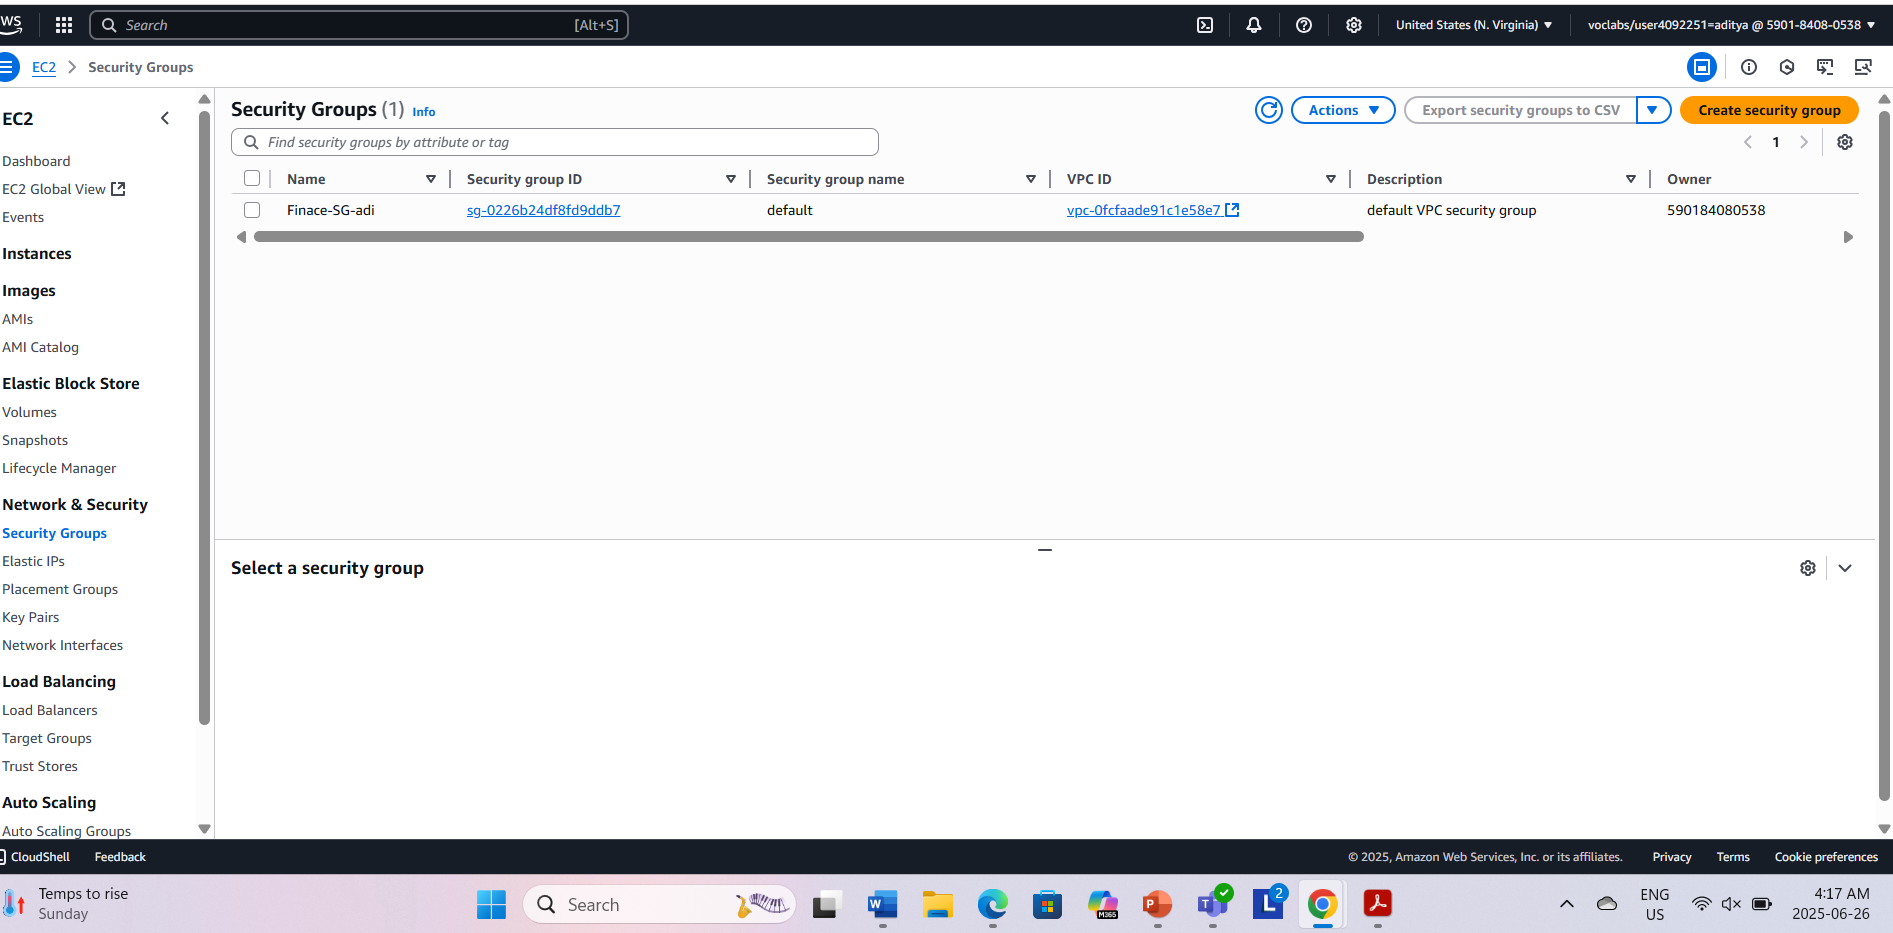 WS
Search [Alt+S]
United States (N. Virginia) voclabs/user4092251=aditya @ 5901-8408-0538
EC2 Security Groups
EC2
Dashboard
EC2 Global View
Events
Instances
Images
AMIs
AMI Catalog
Elastic Block Store
Volumes
Snapshots
Lifecycle Manager
Network & Security
Security Groups
Elastic IPs
Placement Groups
Key Pairs
Network Interfaces
Load Balancing
Load Balancers
Target Groups
Trust Stores
Auto Scaling
Auto Scaling Groups
Security Groups (1) Info
Actions Export security groups to CSV Create security group
Find security groups by attribute or tag
1
Name Security group ID Security group name VPC ID Description Owner
Finace-SG-adi sg-0226b24df8fd9ddb7 default vpc-0fcfaade91c1e58e7 default VPC security group 590184080538
Select a security group
CloudShell Feedback © 2025, Amazon Web Services, Inc. or its affiliates. Privacy Terms Cookie preferences
Temps to rise
Sunday
Search
W
M365
P
T
L
2
ENG
US
4:17 AM
2025-06-26